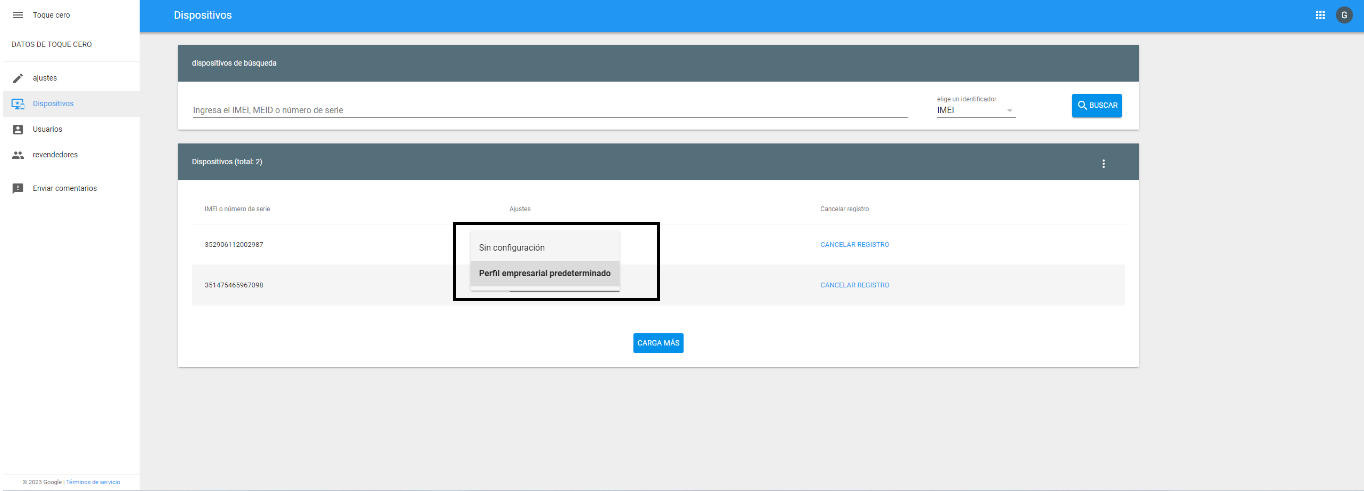 Toque cero
Dispositivos
G
DATOS DE TOQUE CERO
ajustes
Dispositivos
Usuarios
revendedores
Enviar comentarios
dispositivos de búsqueda
Ingresa el IMEI, MEID o número de serie
elige un identificador
IMEI
BUSCAR
Dispositivos (total: 2)
IMEI o número de serie Ajustes Cancelar registro
352906112002987 Sin configuración CANCELAR REGISTRO
Perfil empresarial predeterminado
351475465967098 CANCELAR REGISTRO
CARGA MÁS
© 2023 Google | Términos de servicio